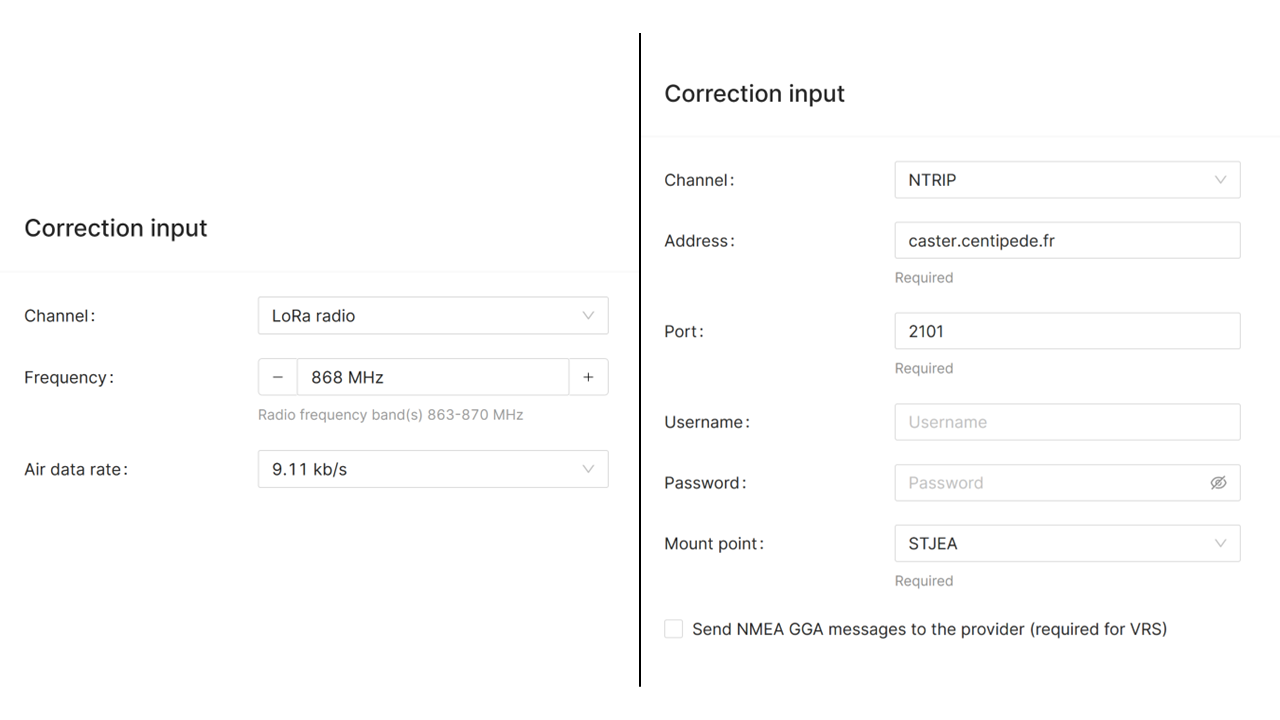 Correction input
Channel:
LoRa radio
Frequency:
− 868 MHz +
Radio frequency band(s) 863-870 MHz
Air data rate:
9.11 kb/s
Correction input
Channel:
NTRIP
Address:
caster.centipede.fr
Required
Port:
2101
Required
Username:
Username
Password:
Password
Mount point:
STJEA
Required
Send NMEA GGA messages to the provider (required for VRS)